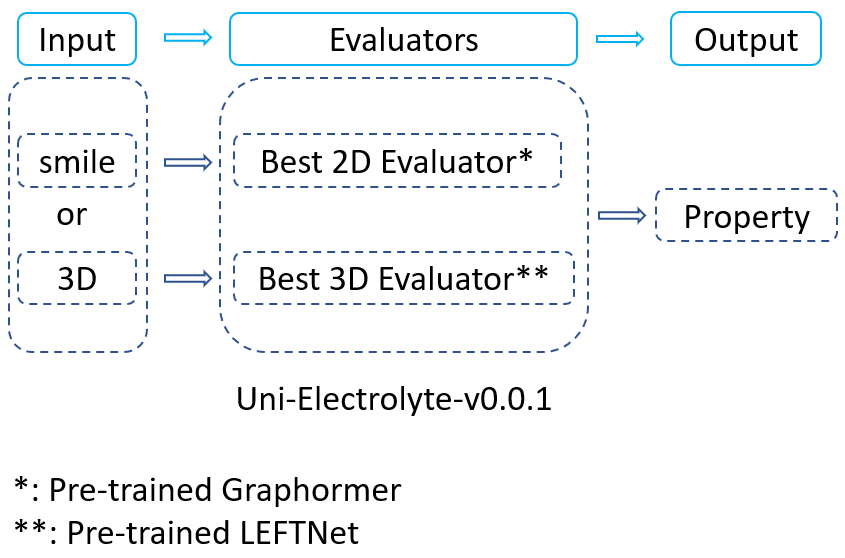 Input
Evaluators
Output
smile
Best 2D Evaluator*
or
Property
3D
Best 3D Evaluator**
Uni-Electrolyte-v0.0.1
*: Pre-trained Graphormer
**: Pre-trained LEFTNet